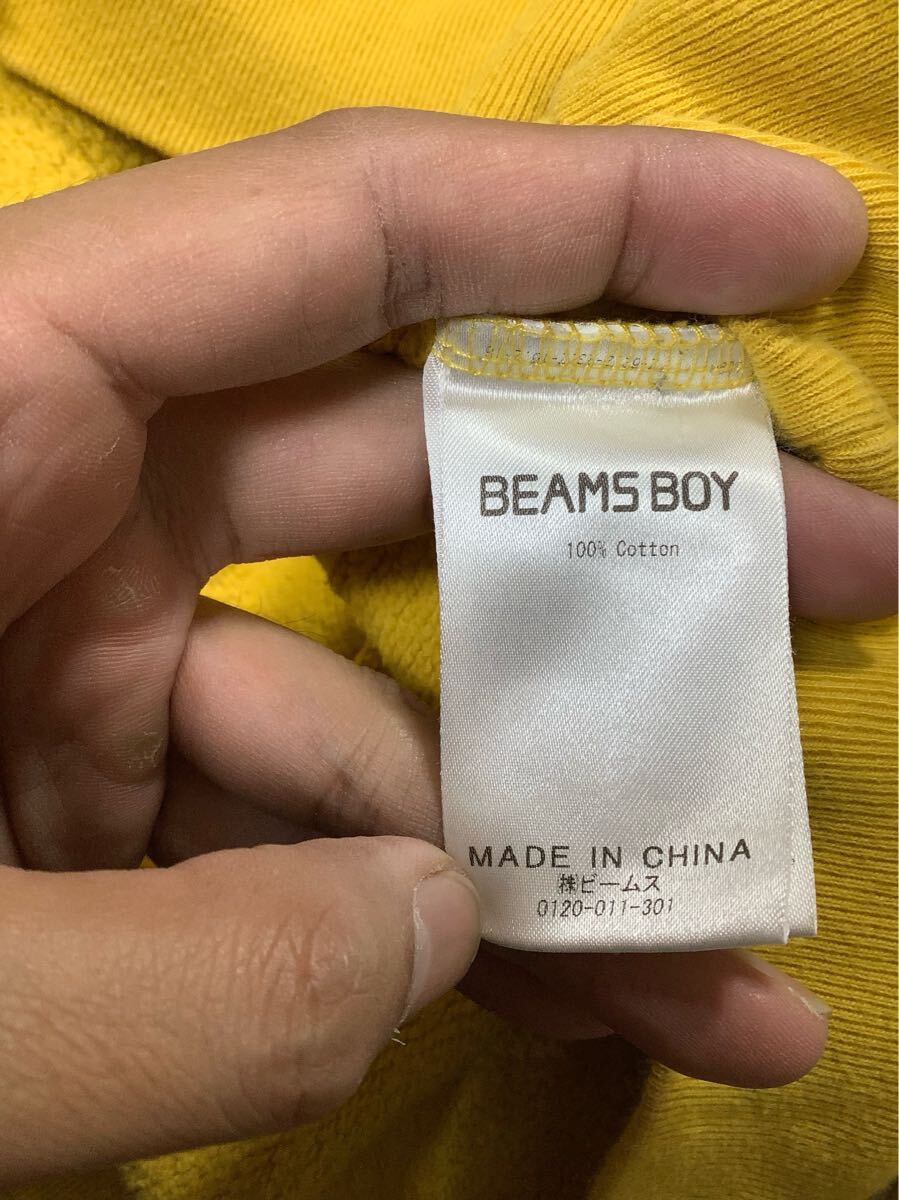 BEAMS BOY
100% Cotton
MADE IN CHINA
㈱ビームス
0120-011-301